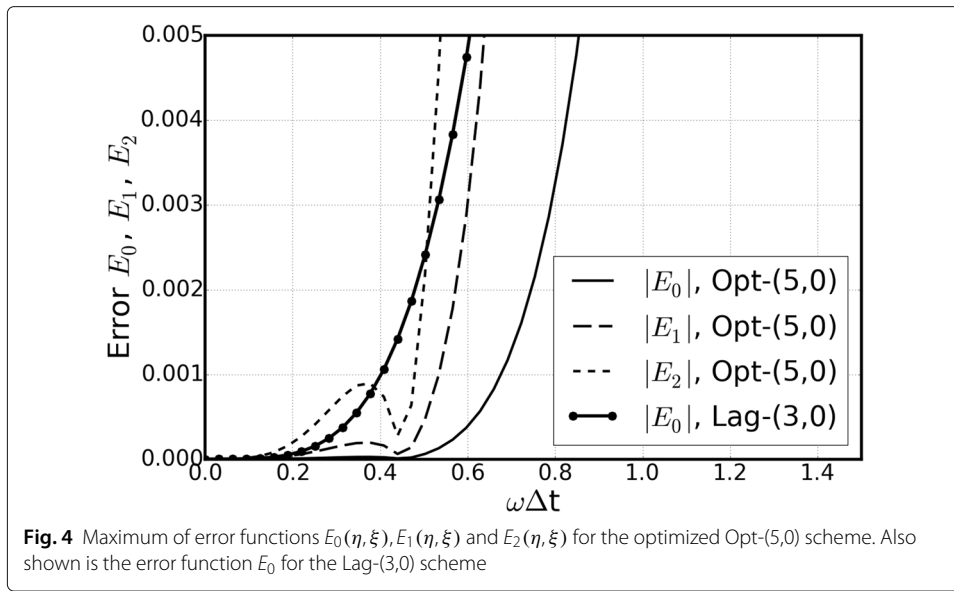 0.005
0.004
0.003
0.002
0.001
0.000
Error E₀, E₁, E₂
|E₀|, Opt-(5,0)
|E₁|, Opt-(5,0)
|E₂|, Opt-(5,0)
|E₀|, Lag-(3,0)
0.0 0.2 0.4 0.6 0.8 1.0 1.2 1.4
ωΔt
Fig. 4 Maximum of error functions E₀(η, ξ), E₁(η, ξ) and E₂(η, ξ) for the optimized Opt-(5,0) scheme. Also
shown is the error function E₀ for the Lag-(3,0) scheme